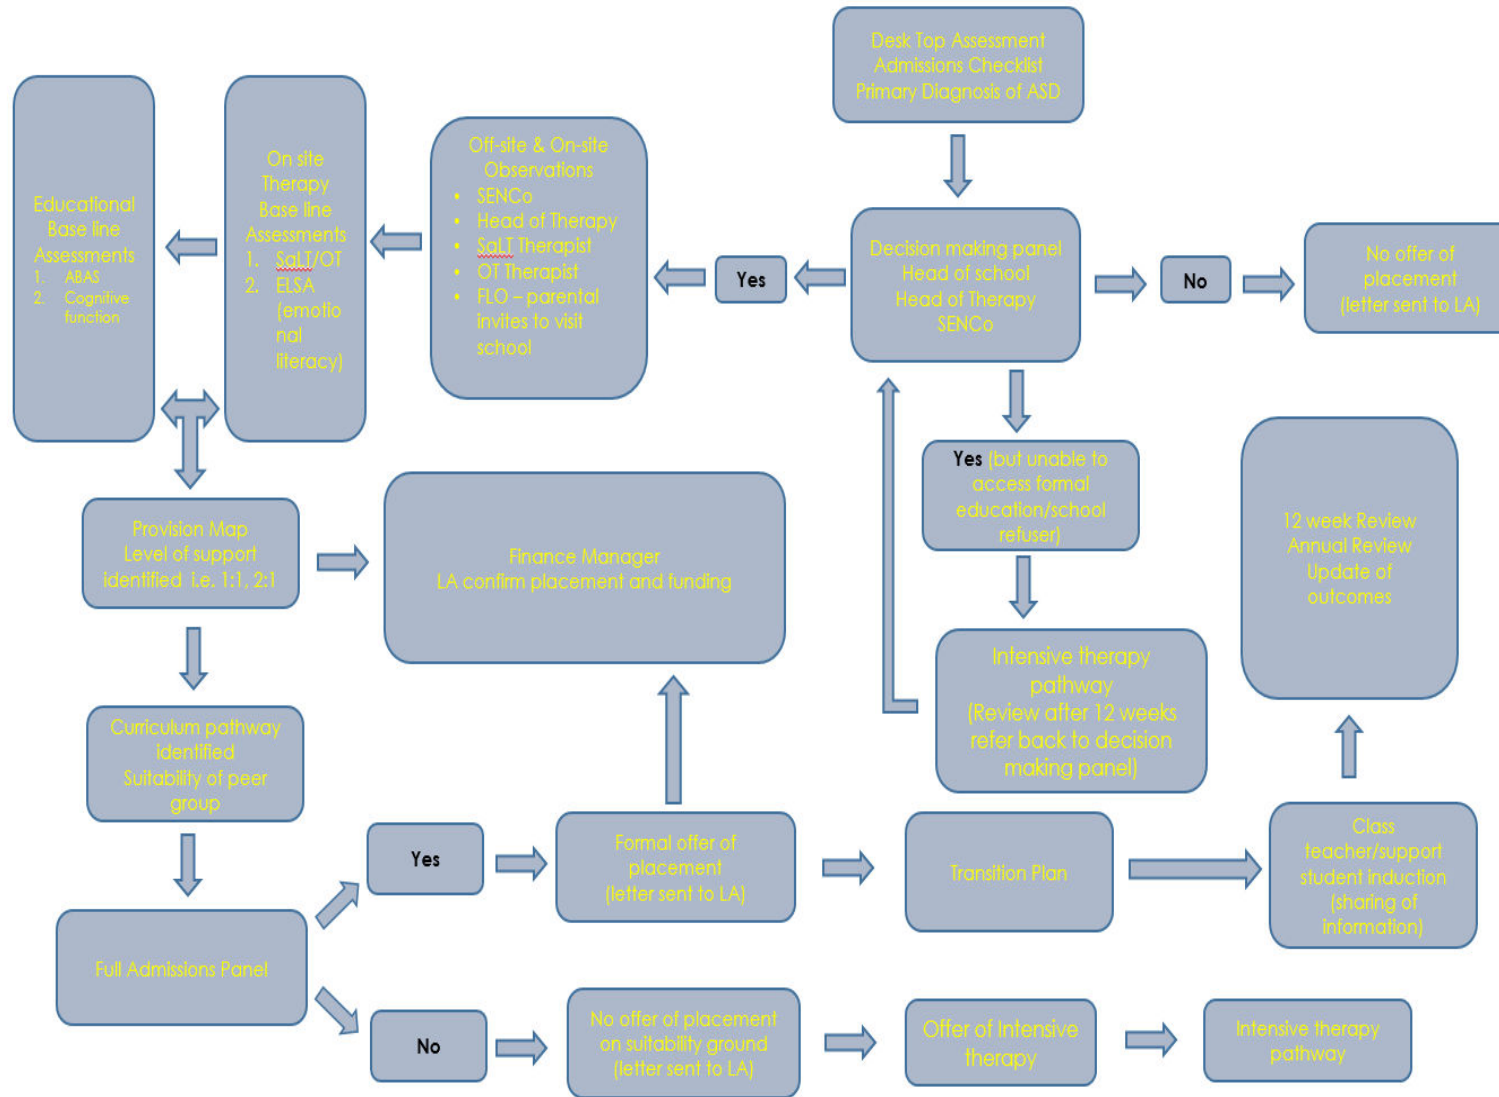 Desk Top Assessment
Admissions Checklist
Primary Diagnosis of ASD
Decision making panel
Head of school
Head of Therapy
SENCo
No
No offer of
placement
(letter sent to LA)
Yes
Off-site & On-site
Observations
• SENCo
• Head of Therapy
• SaLT Therapist
• OT Therapist
• FLO – parental
invites to visit
school
On site
Therapy
Base line
Assessments
1. SaLT/OT
2. ELSA
(emotio
nal
literacy)
Educational
Base line
Assessments
1. ABAS
2. Cognitive
function
Yes (but unable to
access formal
education/school
refuser)
Intensive therapy
pathway
(Review after 12 weeks
refer back to decision
making panel)
Provision Map
Level of support
identified i.e. 1:1, 2:1
Finance Manager
LA confirm placement and funding
Curriculum pathway
identified
Suitability of peer
group
Full Admissions Panel
Yes
Formal offer of
placement
(letter sent to LA)
Transition Plan
Class
teacher/support
student induction
(sharing of
information)
12 week Review
Annual Review
Update of
outcomes
No
No offer of placement
on suitability ground
(letter sent to LA)
Offer of Intensive
therapy
Intensive therapy
pathway